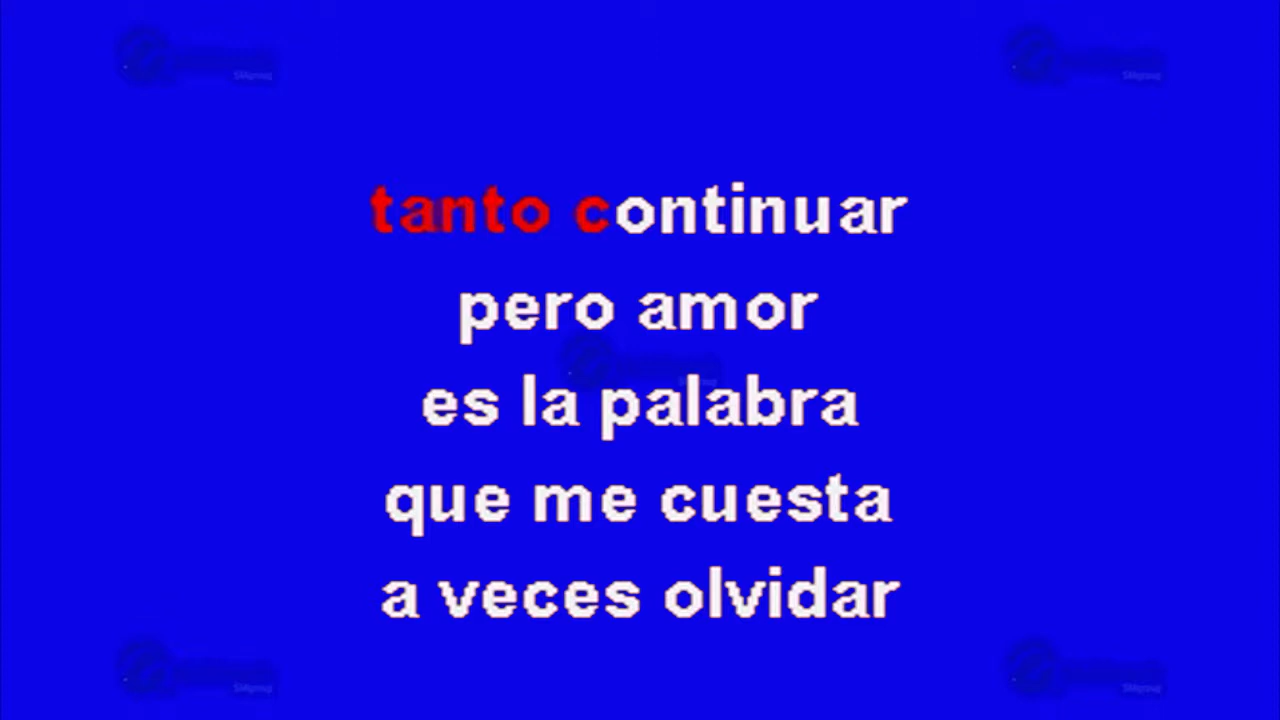 tanto continuar
pero amor
es la palabra
que me cuesta
a veces olvidar